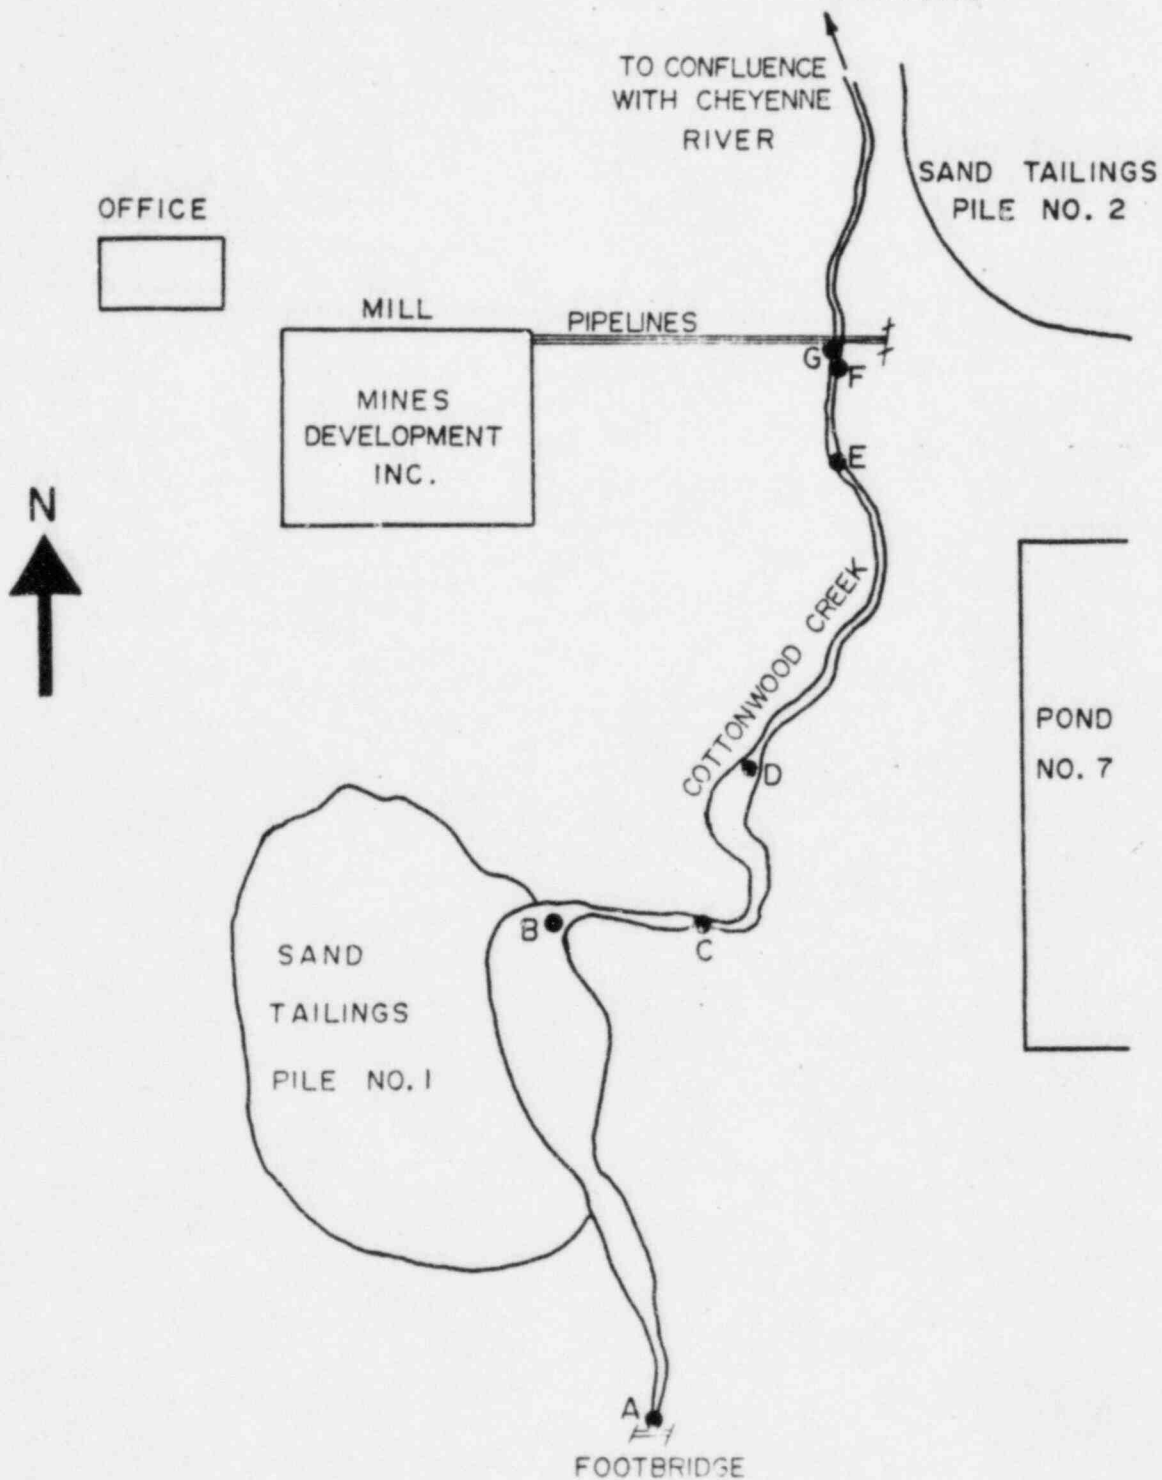 TO CONFLUENCE
WITH CHEYENNE
RIVER
SAND TAILINGS
PILE NO. 2
OFFICE
MILL
PIPELINES
MINES
DEVELOPMENT
INC.
G
F
E
N
COTTONWOOD CREEK
POND
NO. 7
D
B
C
SAND
TAILINGS
PILE NO. 1
A
FOOTBRIDGE